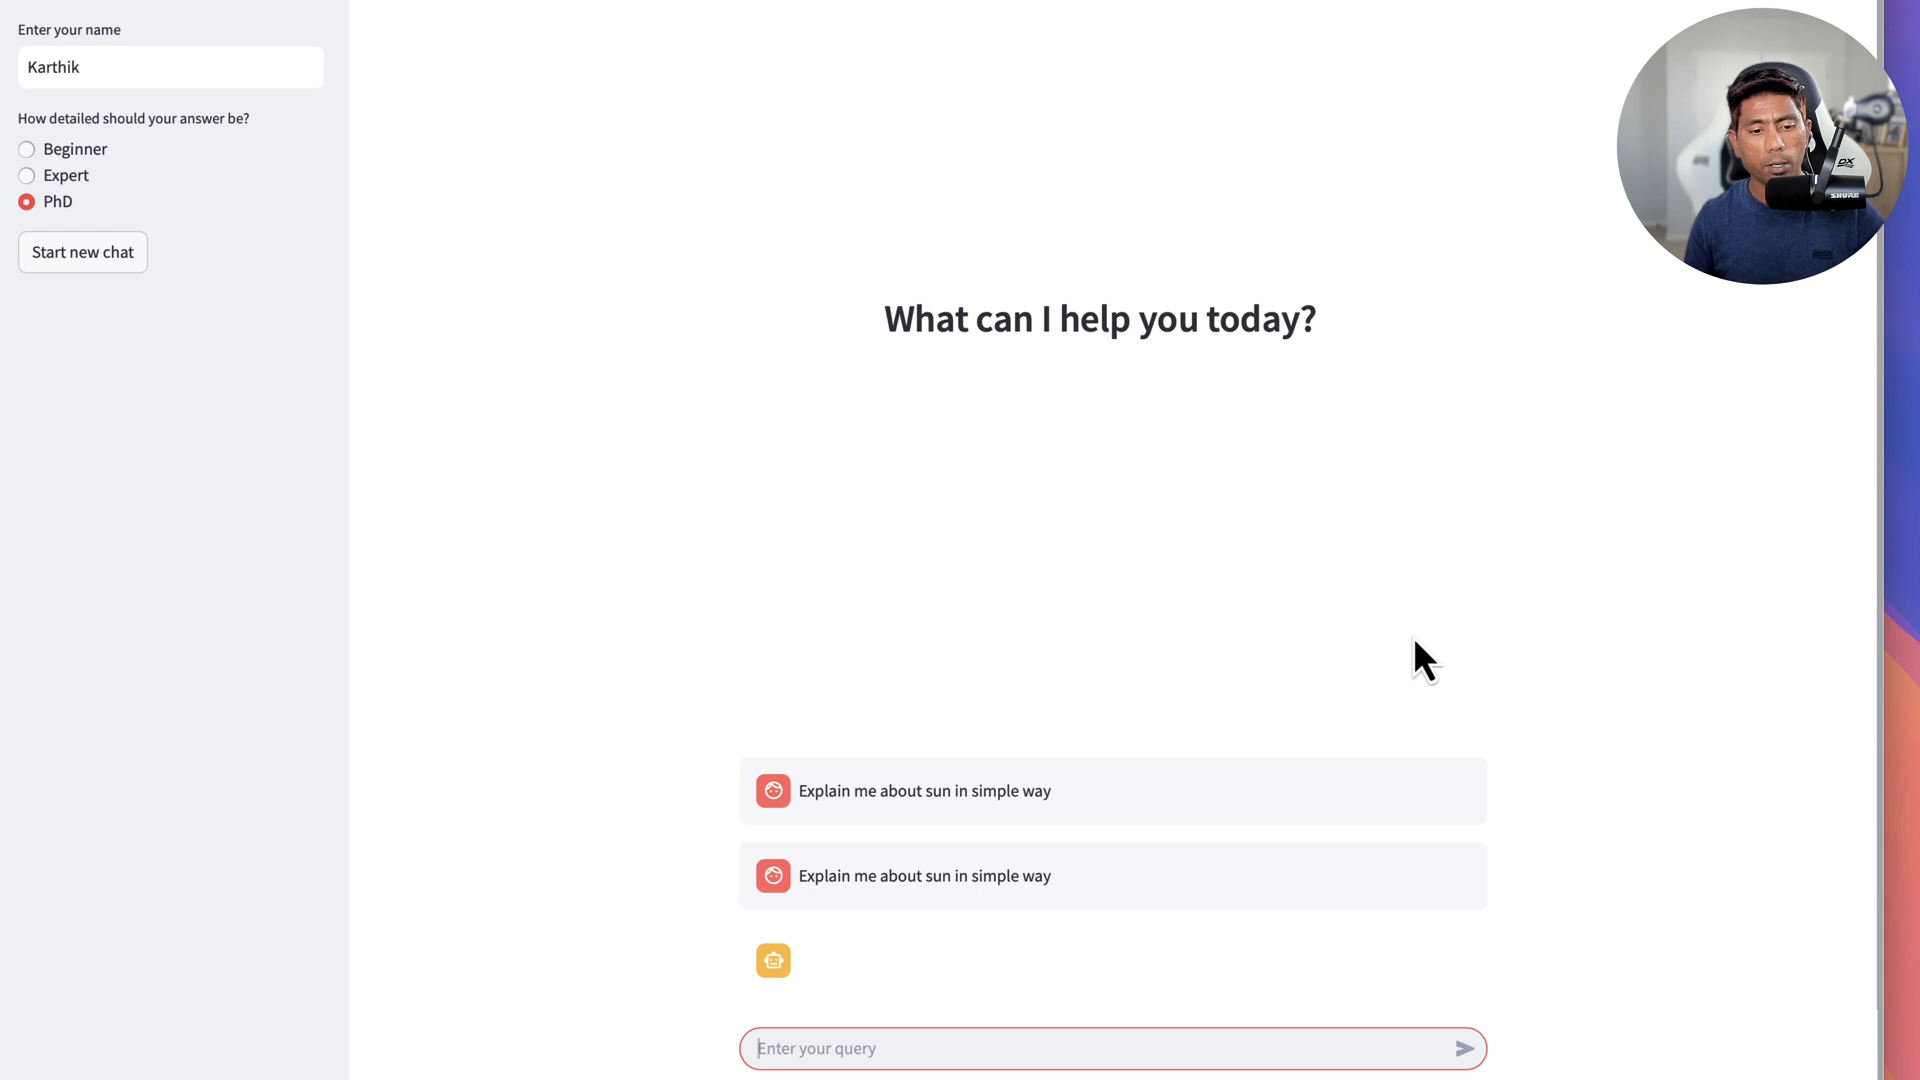 Enter your name
Karthik
How detailed should your answer be?
Beginner
Expert
PhD
Start new chat
What can I help you today?
Explain me about sun in simple way
Explain me about sun in simple way
Enter your query
DX
SHURE